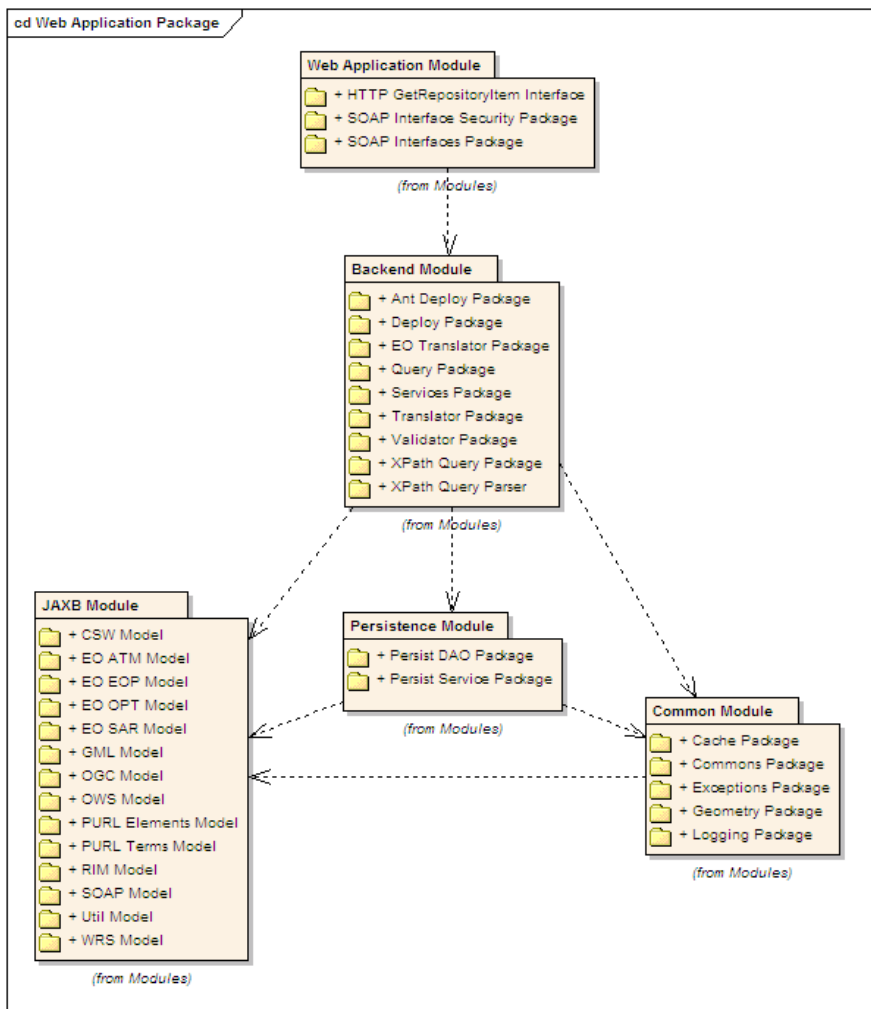 cd Web Application Package
Web Application Module
+ HTTP GetRepositoryItem Interface
+ SOAP Interface Security Package
+ SOAP Interfaces Package
(from Modules)
Backend Module
+ Ant Deploy Package
+ Deploy Package
+ EO Translator Package
+ Query Package
+ Services Package
+ Translator Package
+ Validator Package
+ XPath Query Package
+ XPath Query Parser
(from Modules)
JAXB Module
+ CSW Model
+ EO ATM Model
+ EO EOP Model
+ EO OPT Model
+ EO SAR Model
+ GML Model
+ OGC Model
+ OWS Model
+ PURL Elements Model
+ PURL Terms Model
+ RIM Model
+ SOAP Model
+ Util Model
+ WRS Model
(from Modules)
Persistence Module
+ Persist DAO Package
+ Persist Service Package
(from Modules)
Common Module
+ Cache Package
+ Commons Package
+ Exceptions Package
+ Geometry Package
+ Logging Package
(from Modules)